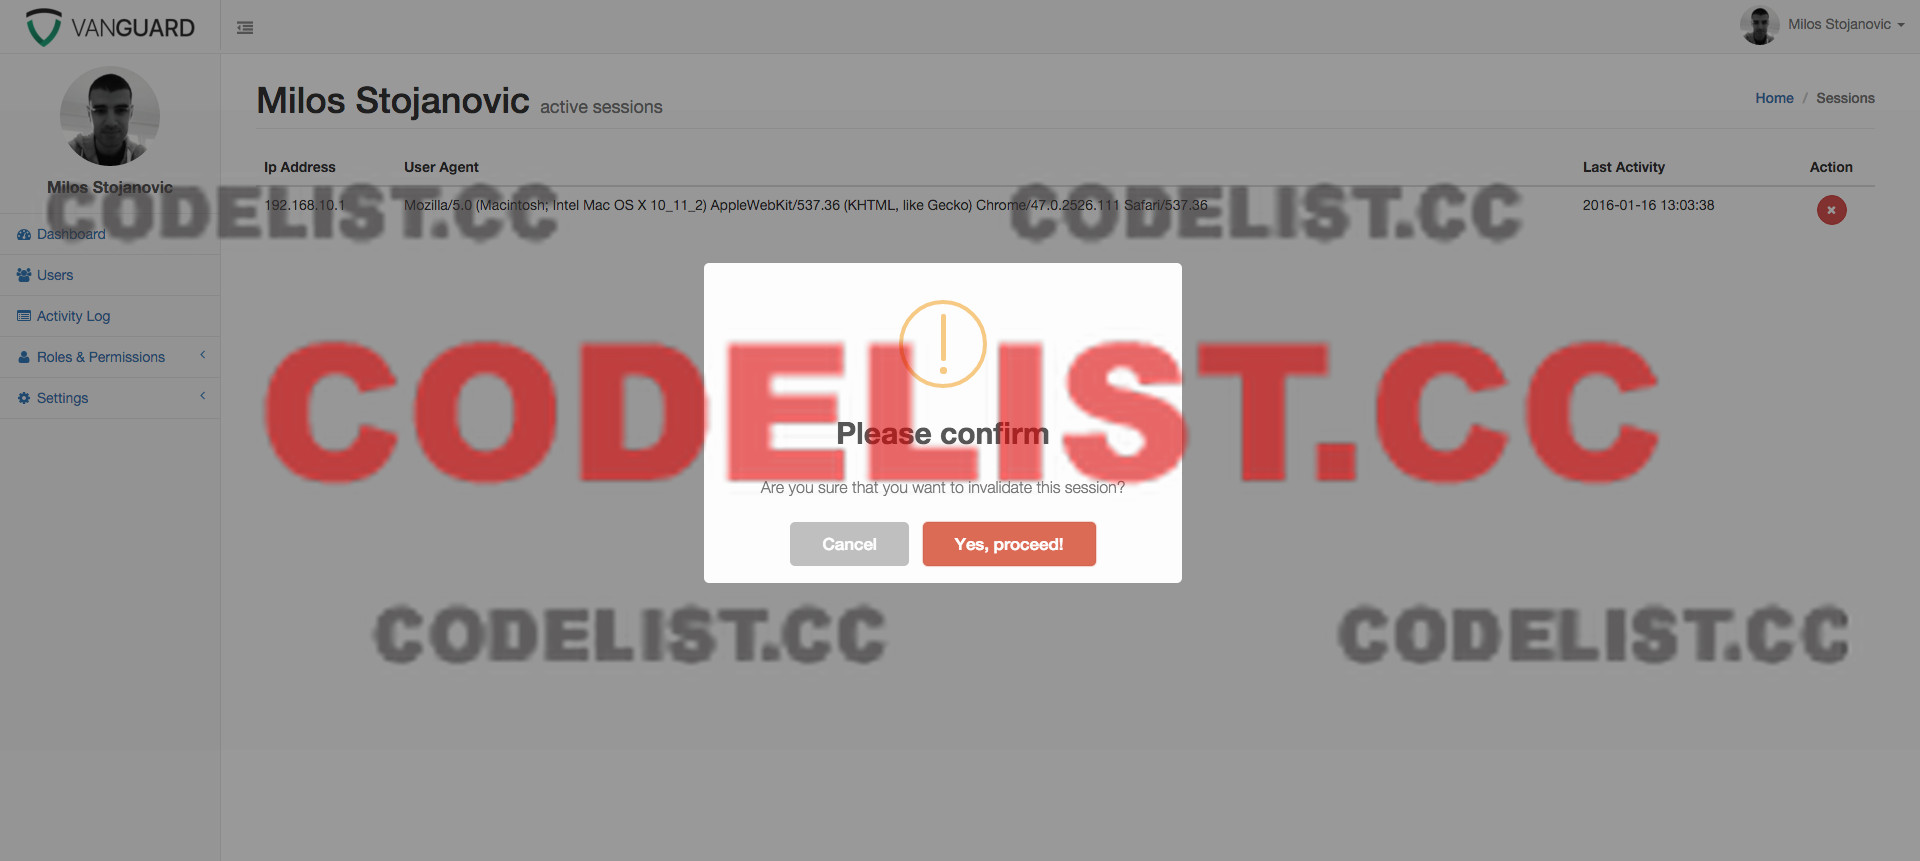 VANGUARD
Milos Stojanovic
Milos Stojanovic active sessions
Home / Sessions
Ip Address User Agent Last Activity Action
Milos Stojanovic
CODELIST.CC CODELIST.CC
192.168.10.1 Mozilla/5.0 (Macintosh; Intel Mac OS X 10_11_2) AppleWebKit/537.36 (KHTML, like Gecko) Chrome/47.0.2526.111 Safari/537.36 2016-01-16 13:03:38
Dashboard
Users
Activity Log
Roles & Permissions
Settings
CODELIST.CC
Please confirm
Are you sure that you want to invalidate this session?
Cancel Yes, proceed!
CODELIST.CC CODELIST.CC